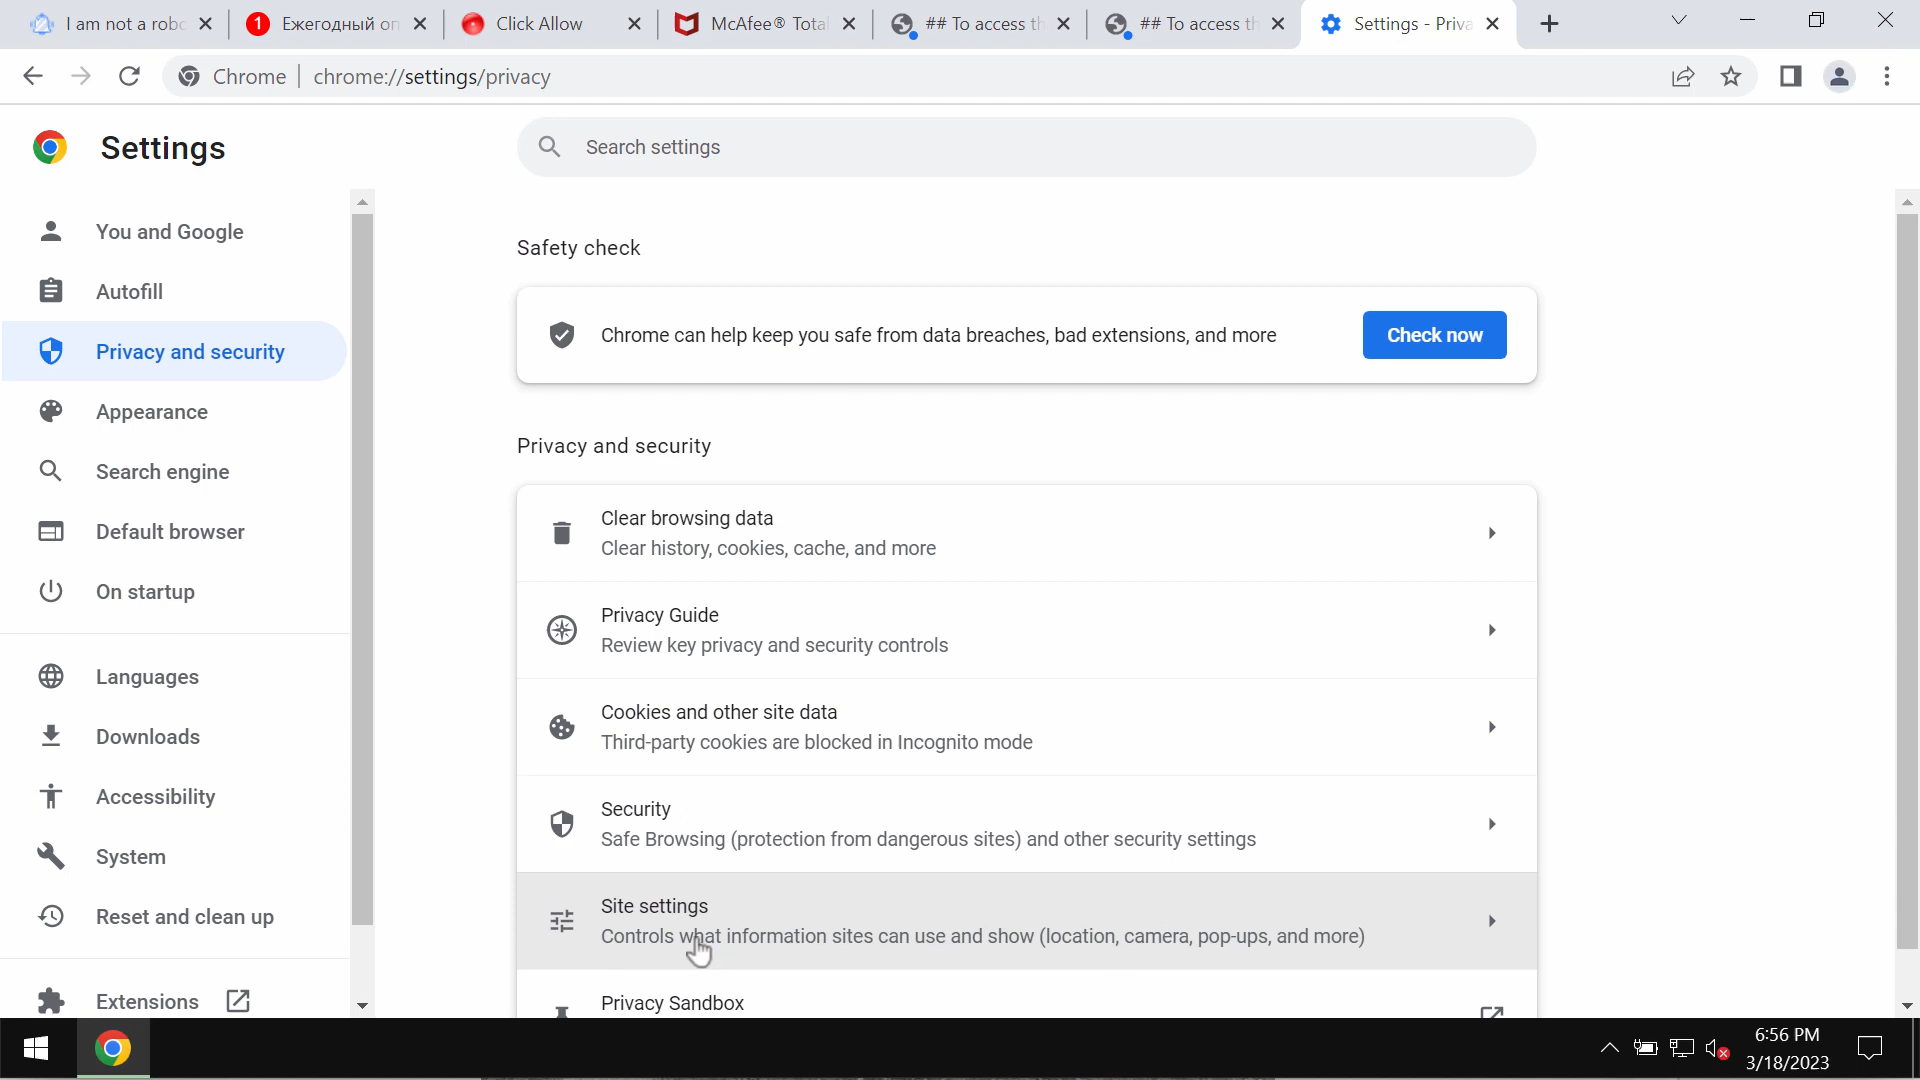 I am not a robo
1 Ежегодный оп
Click Allow
McAfee® Total
## To access th
## To access th
Settings - Priva
Chrome
chrome://settings/privacy
Settings
Search settings
You and Google
Autofill
Privacy and security
Appearance
Search engine
Default browser
On startup
Languages
Downloads
Accessibility
System
Reset and clean up
Extensions
Safety check
Chrome can help keep you safe from data breaches, bad extensions, and more
Check now
Privacy and security
Clear browsing data
Clear history, cookies, cache, and more
Privacy Guide
Review key privacy and security controls
Cookies and other site data
Third-party cookies are blocked in Incognito mode
Security
Safe Browsing (protection from dangerous sites) and other security settings
Site settings
Controls what information sites can use and show (location, camera, pop-ups, and more)
Privacy Sandbox
6:56 PM
3/18/2023